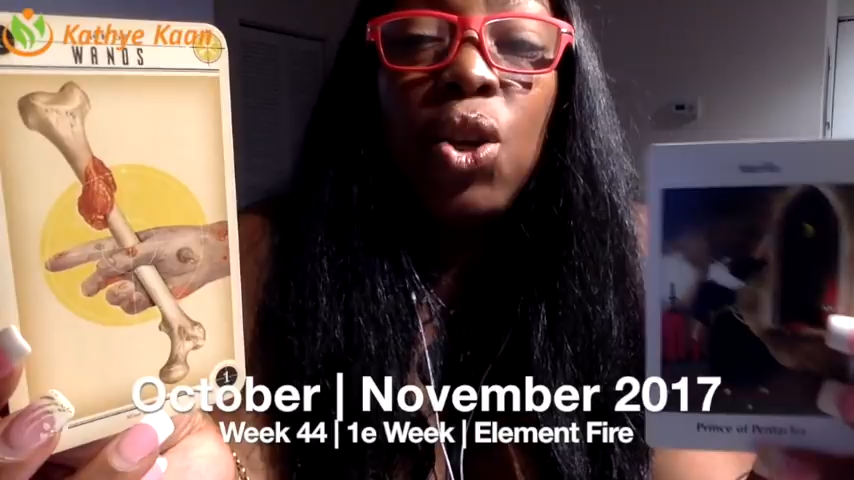 Kathye Kaan
WANDS
1
October | November 2017
Week 44 | 1e Week | Element Fire
Prince of Pentacles